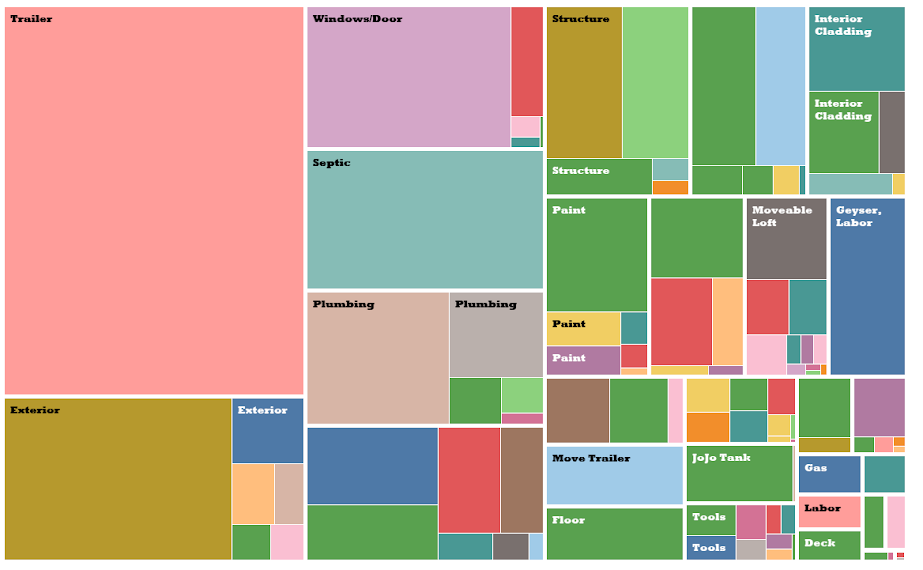 Trailer
Windows/Door
Structure
Interior
Cladding
Interior
Cladding
Septic
Structure
Paint
Moveable
Loft
Geyser,
Labor
Plumbing
Plumbing
Paint
Paint
Exterior
Exterior
Move Trailer
JoJo Tank
Gas
Labor
Floor
Tools
Tools
Deck